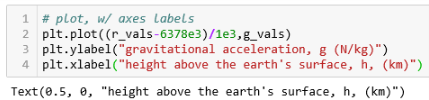 1 # plot, w/ axes labels
2 plt.plot((r_vals-6378e3)/1e3,g_vals)
3 plt.ylabel("gravitational acceleration, g (N/kg)")
4 plt.xlabel("height above the earth's surface, h, (km)")
Text(0.5, 0, "height above the earth's surface, h, (km)")